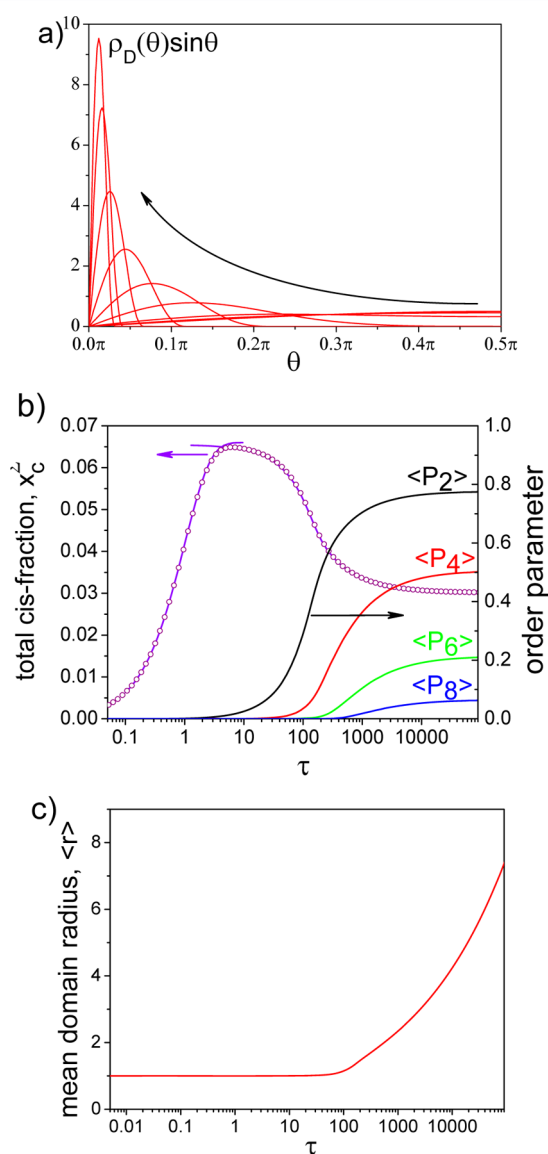 a)
ρ_D(θ)sinθ
10
8
6
4
2
0
0.0π 0.1π 0.2π 0.3π 0.4π 0.5π
θ
b)
total cis-fraction, x_C^Σ
0.07
0.06
0.05
0.04
0.03
0.02
0.01
0.00
<P₂>
<P₄>
<P₆>
<P₈>
1.0
0.8
0.6
0.4
0.2
0.0
order parameter
0.1 1 10 100 1000 10000
τ
c)
mean domain radius, <r>
8
6
4
2
0
0.01 0.1 1 10 100 1000 10000
τ